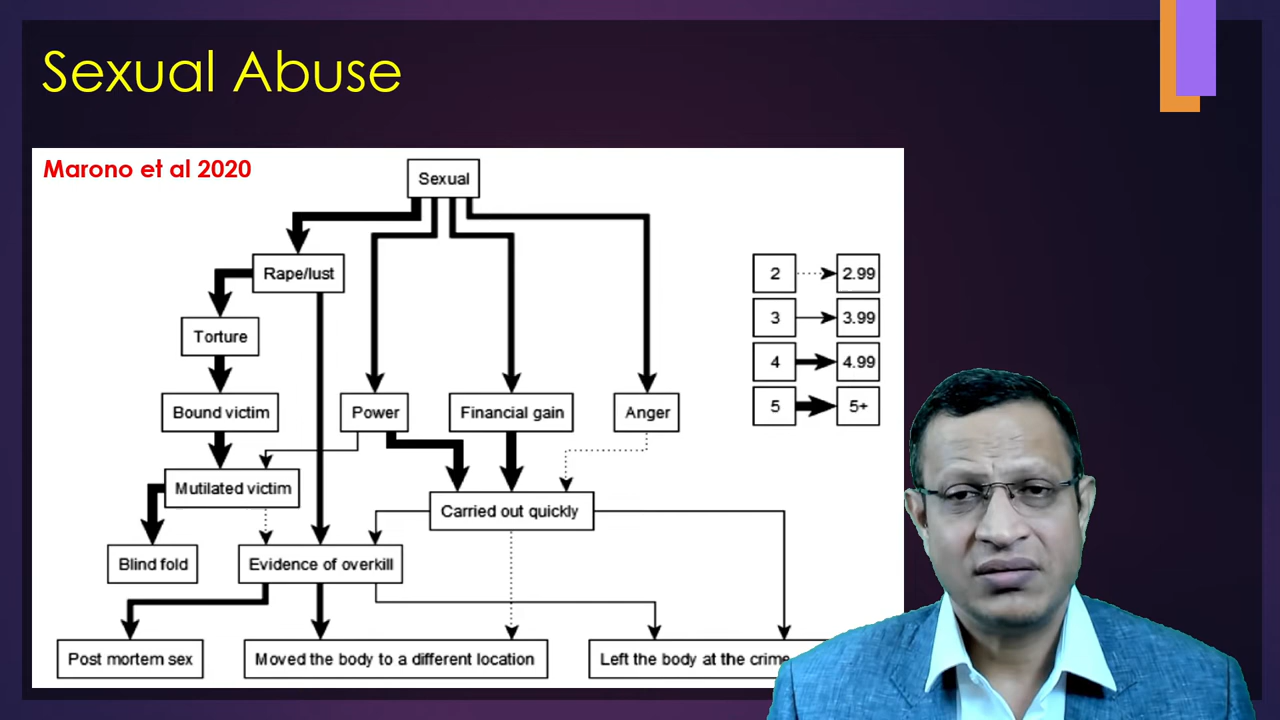 Sexual Abuse
Marono et al 2020
Sexual
Rape/lust
2
2.99
3
3.99
Torture
4
4.99
5
5+
Bound victim
Power
Financial gain
Anger
Mutilated victim
Carried out quickly
Blind fold
Evidence of overkill
Post mortem sex
Moved the body to a different location
Left the body at the crime